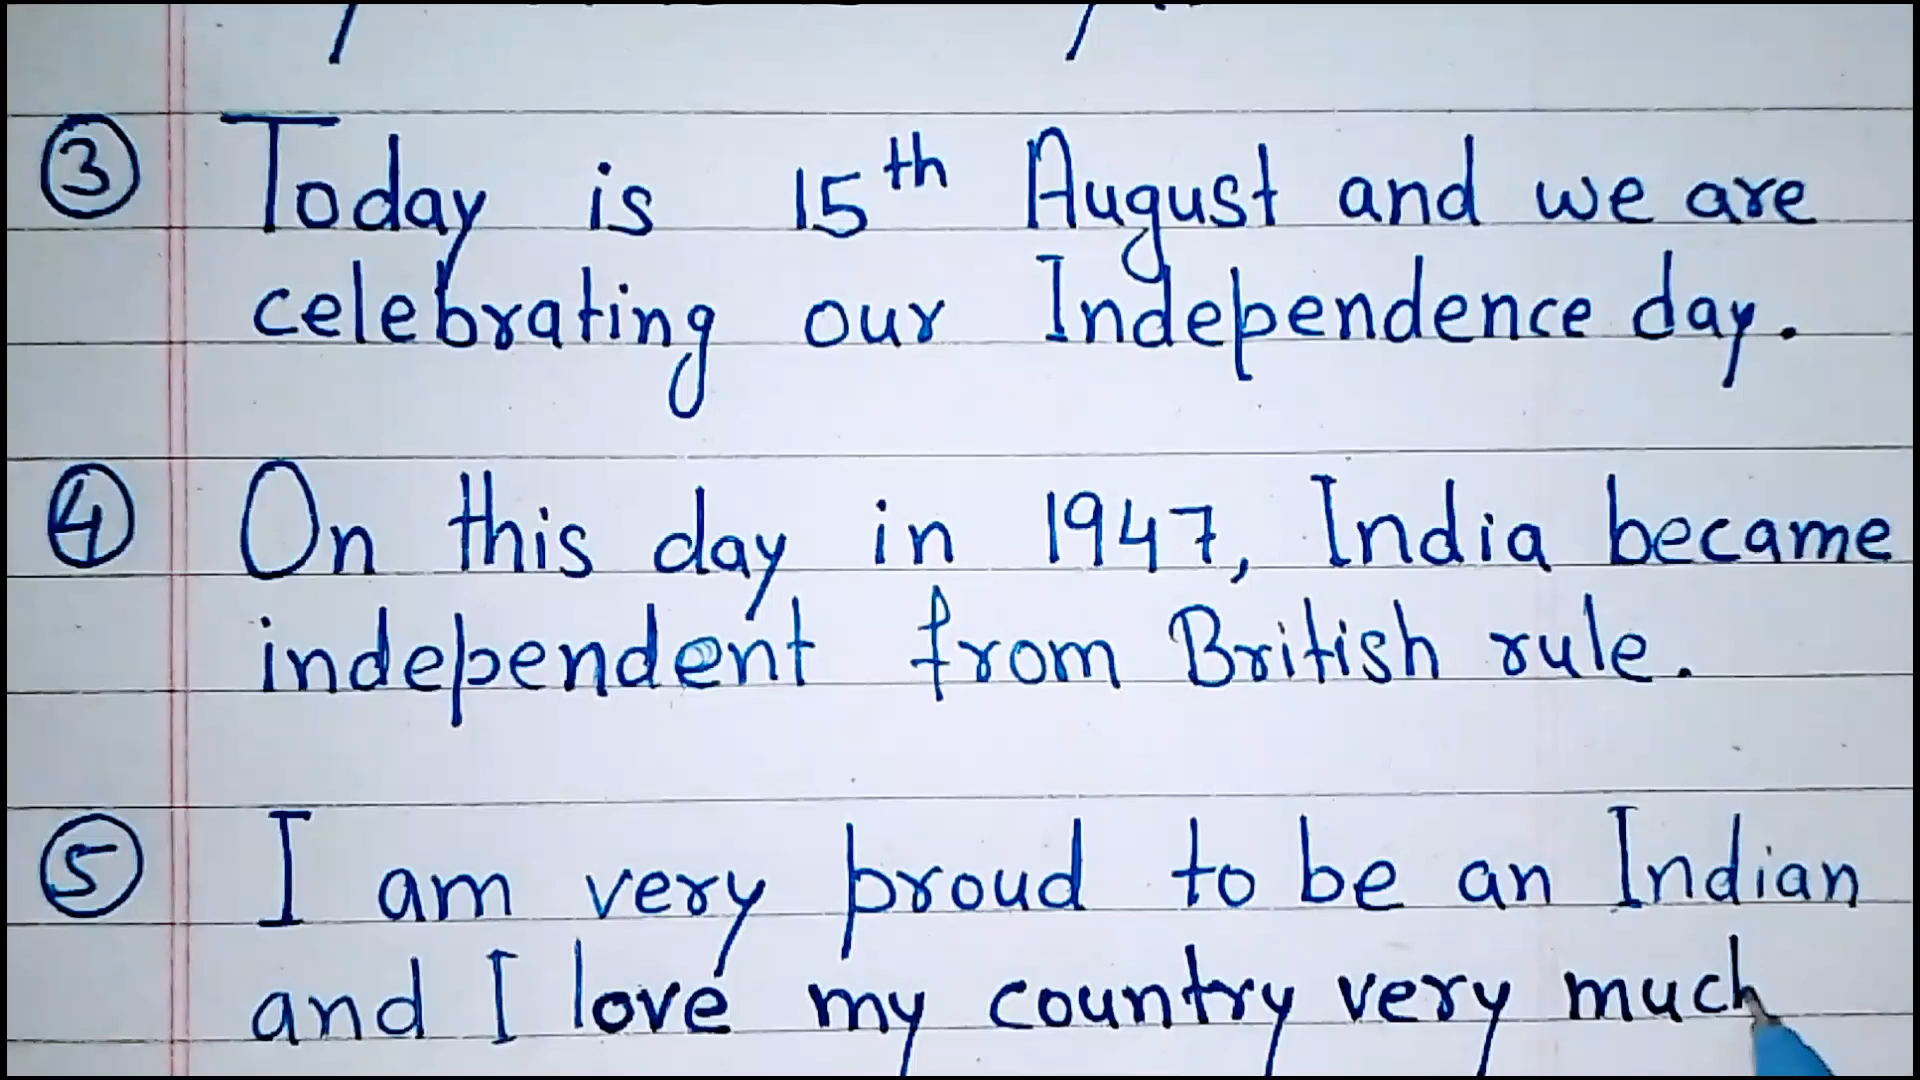 3 Today is 15th August and we are
celebrating our Independence day.
4 On this day in 1947, India became
independent from British rule.
5 I am very proud to be an Indian
and I love my country very much